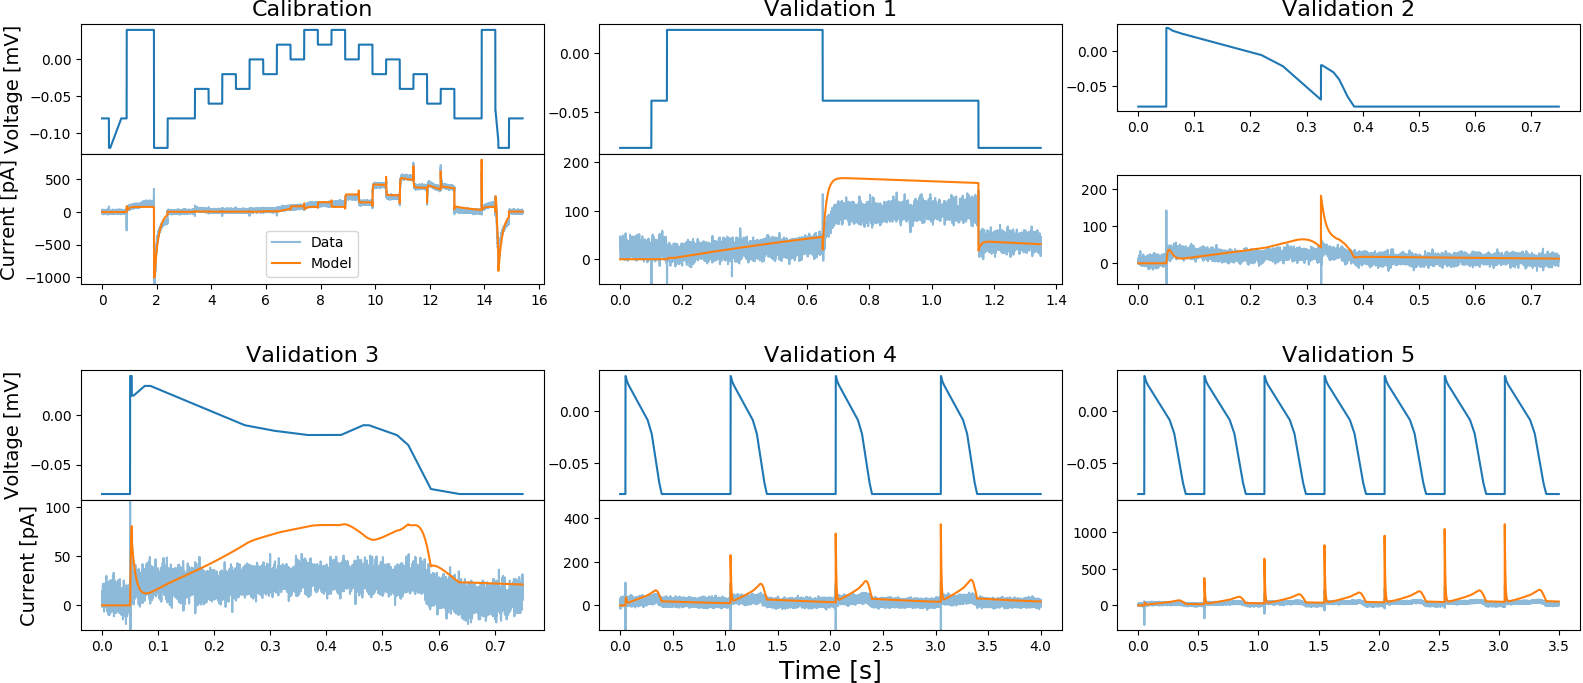 Calibration
Validation 1
Validation 2
Voltage [mV]
0.00
−0.05
−0.10
0.00
−0.05
0.00
−0.05
0.0 0.1 0.2 0.3 0.4 0.5 0.6 0.7
Current [pA]
500
0
−500
−1000
Data
Model
200
100
0
200
100
0
0 2 4 6 8 10 12 14 16
0.0 0.2 0.4 0.6 0.8 1.0 1.2 1.4
0.0 0.1 0.2 0.3 0.4 0.5 0.6 0.7
Validation 3
Validation 4
Validation 5
Voltage [mV]
0.00
−0.05
0.00
−0.05
0.00
−0.05
Current [pA]
100
50
0
400
200
0
1000
500
0
0.0 0.1 0.2 0.3 0.4 0.5 0.6 0.7
0.0 0.5 1.0 1.5 2.0 2.5 3.0 3.5 4.0
0.0 0.5 1.0 1.5 2.0 2.5 3.0 3.5
Time [s]